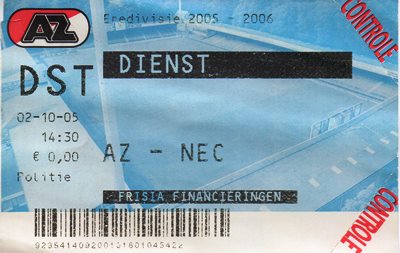 AZ
Eredivisie 2005 - 2006
CONTROLE
DST
DIENST
02-10-05
14:30
€ 0,00
AZ - NEC
Politie
FRISIA FINANCIERINGEN
CONTROLE